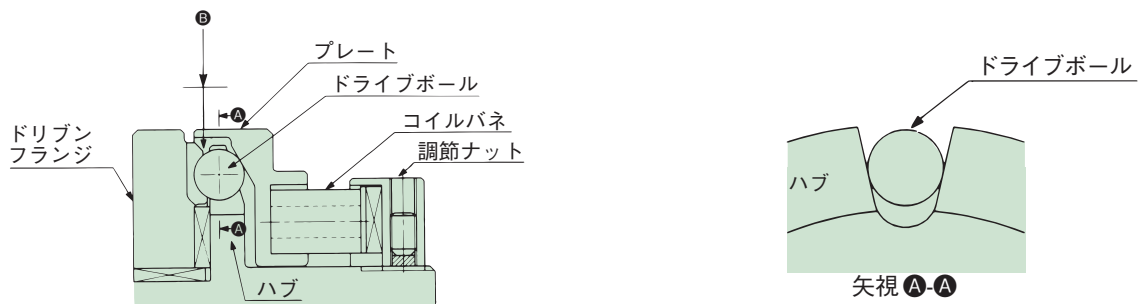 B
プレート
ドライブボール
A
コイルバネ
ドリブン
フランジ
調節ナット
A
ハブ
ドライブボール
ハブ
矢視 A-A